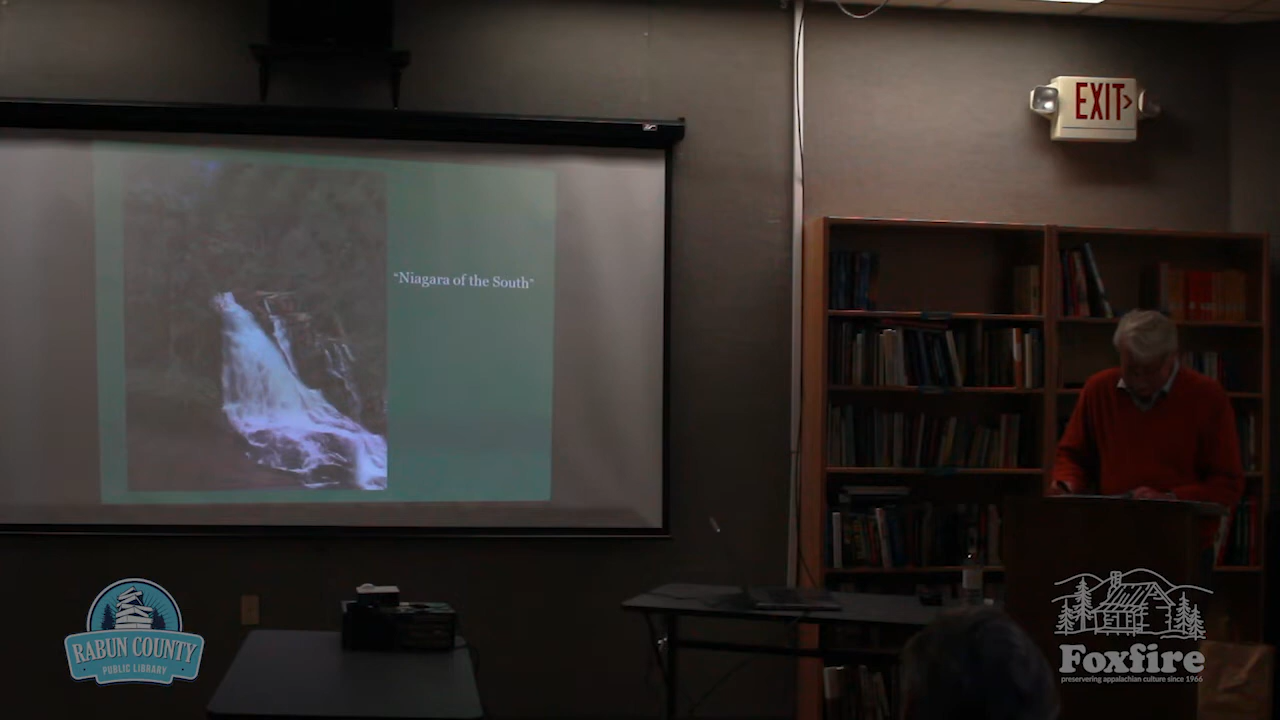 EXIT>
"Niagara of the South"
RABUN COUNTY
PUBLIC LIBRARY
Foxfire
preserving appalachian culture since 1966